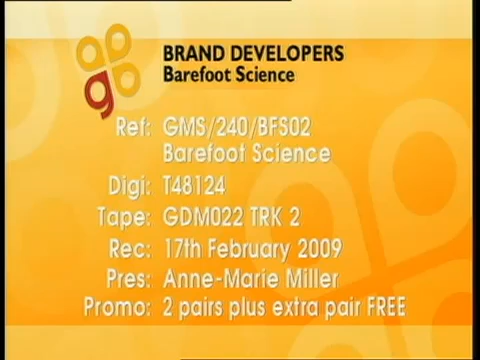 g
BRAND DEVELOPERS
Barefoot Science
Ref: GMS/240/BFS02
Barefoot Science
Digi: T48124
Tape: GDM022 TRK 2
Rec: 17th February 2009
Pres: Anne-Marie Miller
Promo: 2 pairs plus extra pair FREE